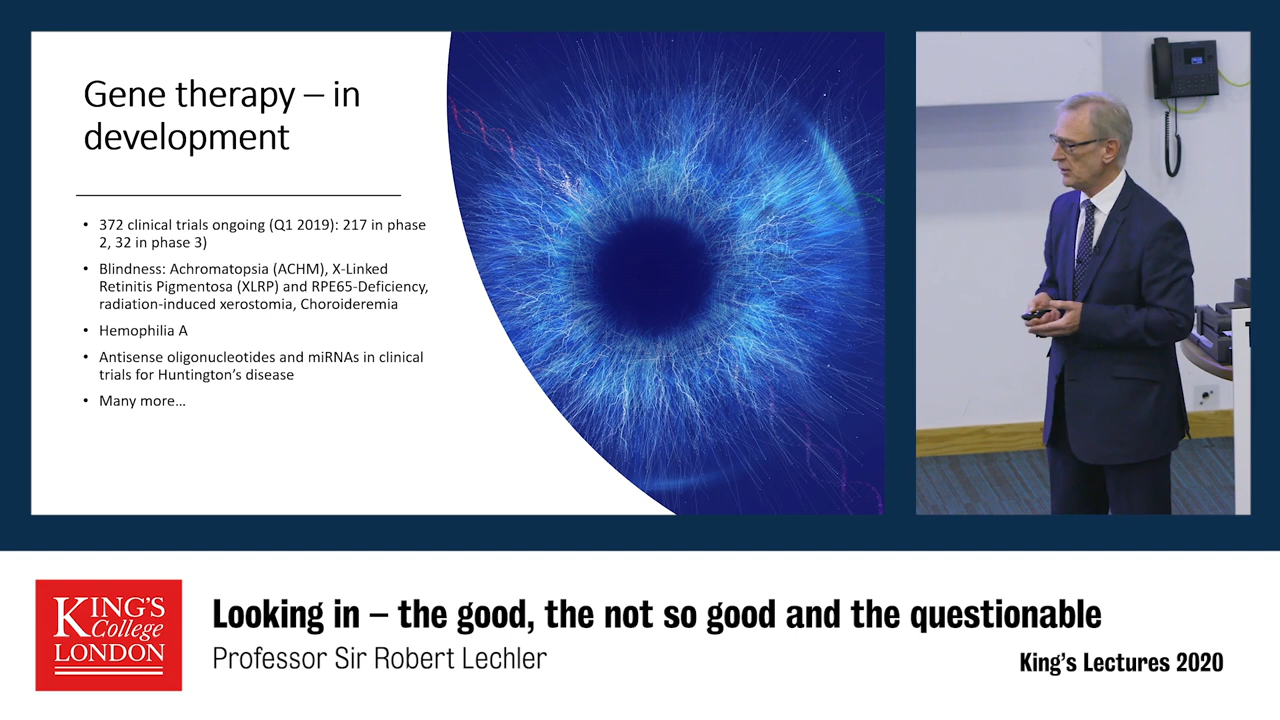 Gene therapy – in
development
• 372 clinical trials ongoing (Q1 2019): 217 in phase
2, 32 in phase 3)
• Blindness: Achromatopsia (ACHM), X-Linked
Retinitis Pigmentosa (XLRP) and RPE65-Deficiency,
radiation-induced xerostomia, Choroideremia
• Hemophilia A
• Antisense oligonucleotides and miRNAs in clinical
trials for Huntington’s disease
• Many more…
KING'S
College
LONDON
Looking in – the good, the not so good and the questionable
Professor Sir Robert Lechler
King’s Lectures 2020